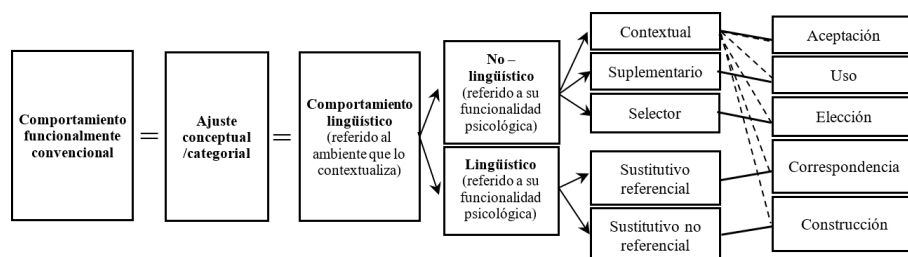 Comportamiento
funcionalmente
convencional
=
Ajuste
conceptual
/categorial
=
Comportamiento
lingüístico
(referido al
ambiente que lo
contextualiza)
No –
lingüístico
(referido a su
funcionalidad
psicológica)
Lingüístico
(referido a su
funcionalidad
psicológica)
Contextual
Suplementario
Selector
Sustitutivo
referencial
Sustitutivo no
referencial
Aceptación
Uso
Elección
Correspondencia
Construcción